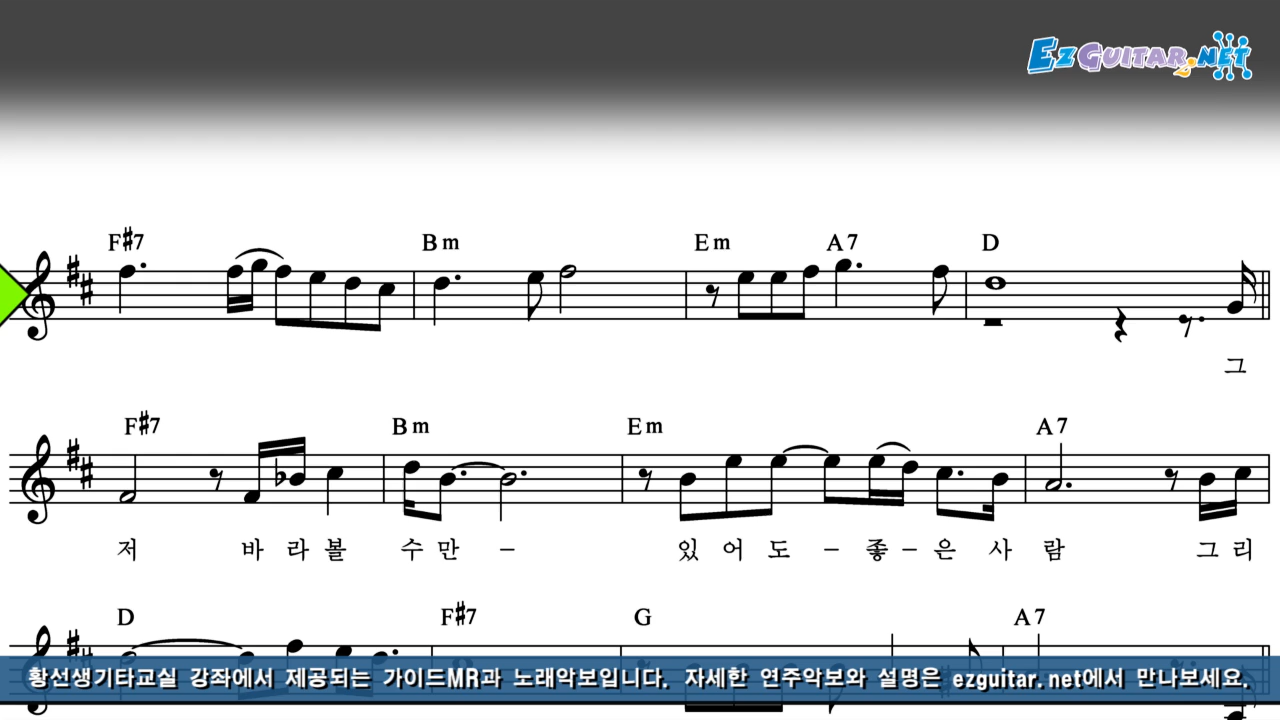 EzGuitar.net
F#7 Bm Em A7 D
그
F#7 Bm Em A7
저 바 라 볼 수 만 – 있 어 도 – 좋 – 은 사 람 그 리
D F#7 G A7
황선생기타교실 강좌에서 제공되는 가이드MR과 노래악보입니다. 자세한 연주악보와 설명은 ezguitar.net에서 만나보세요.